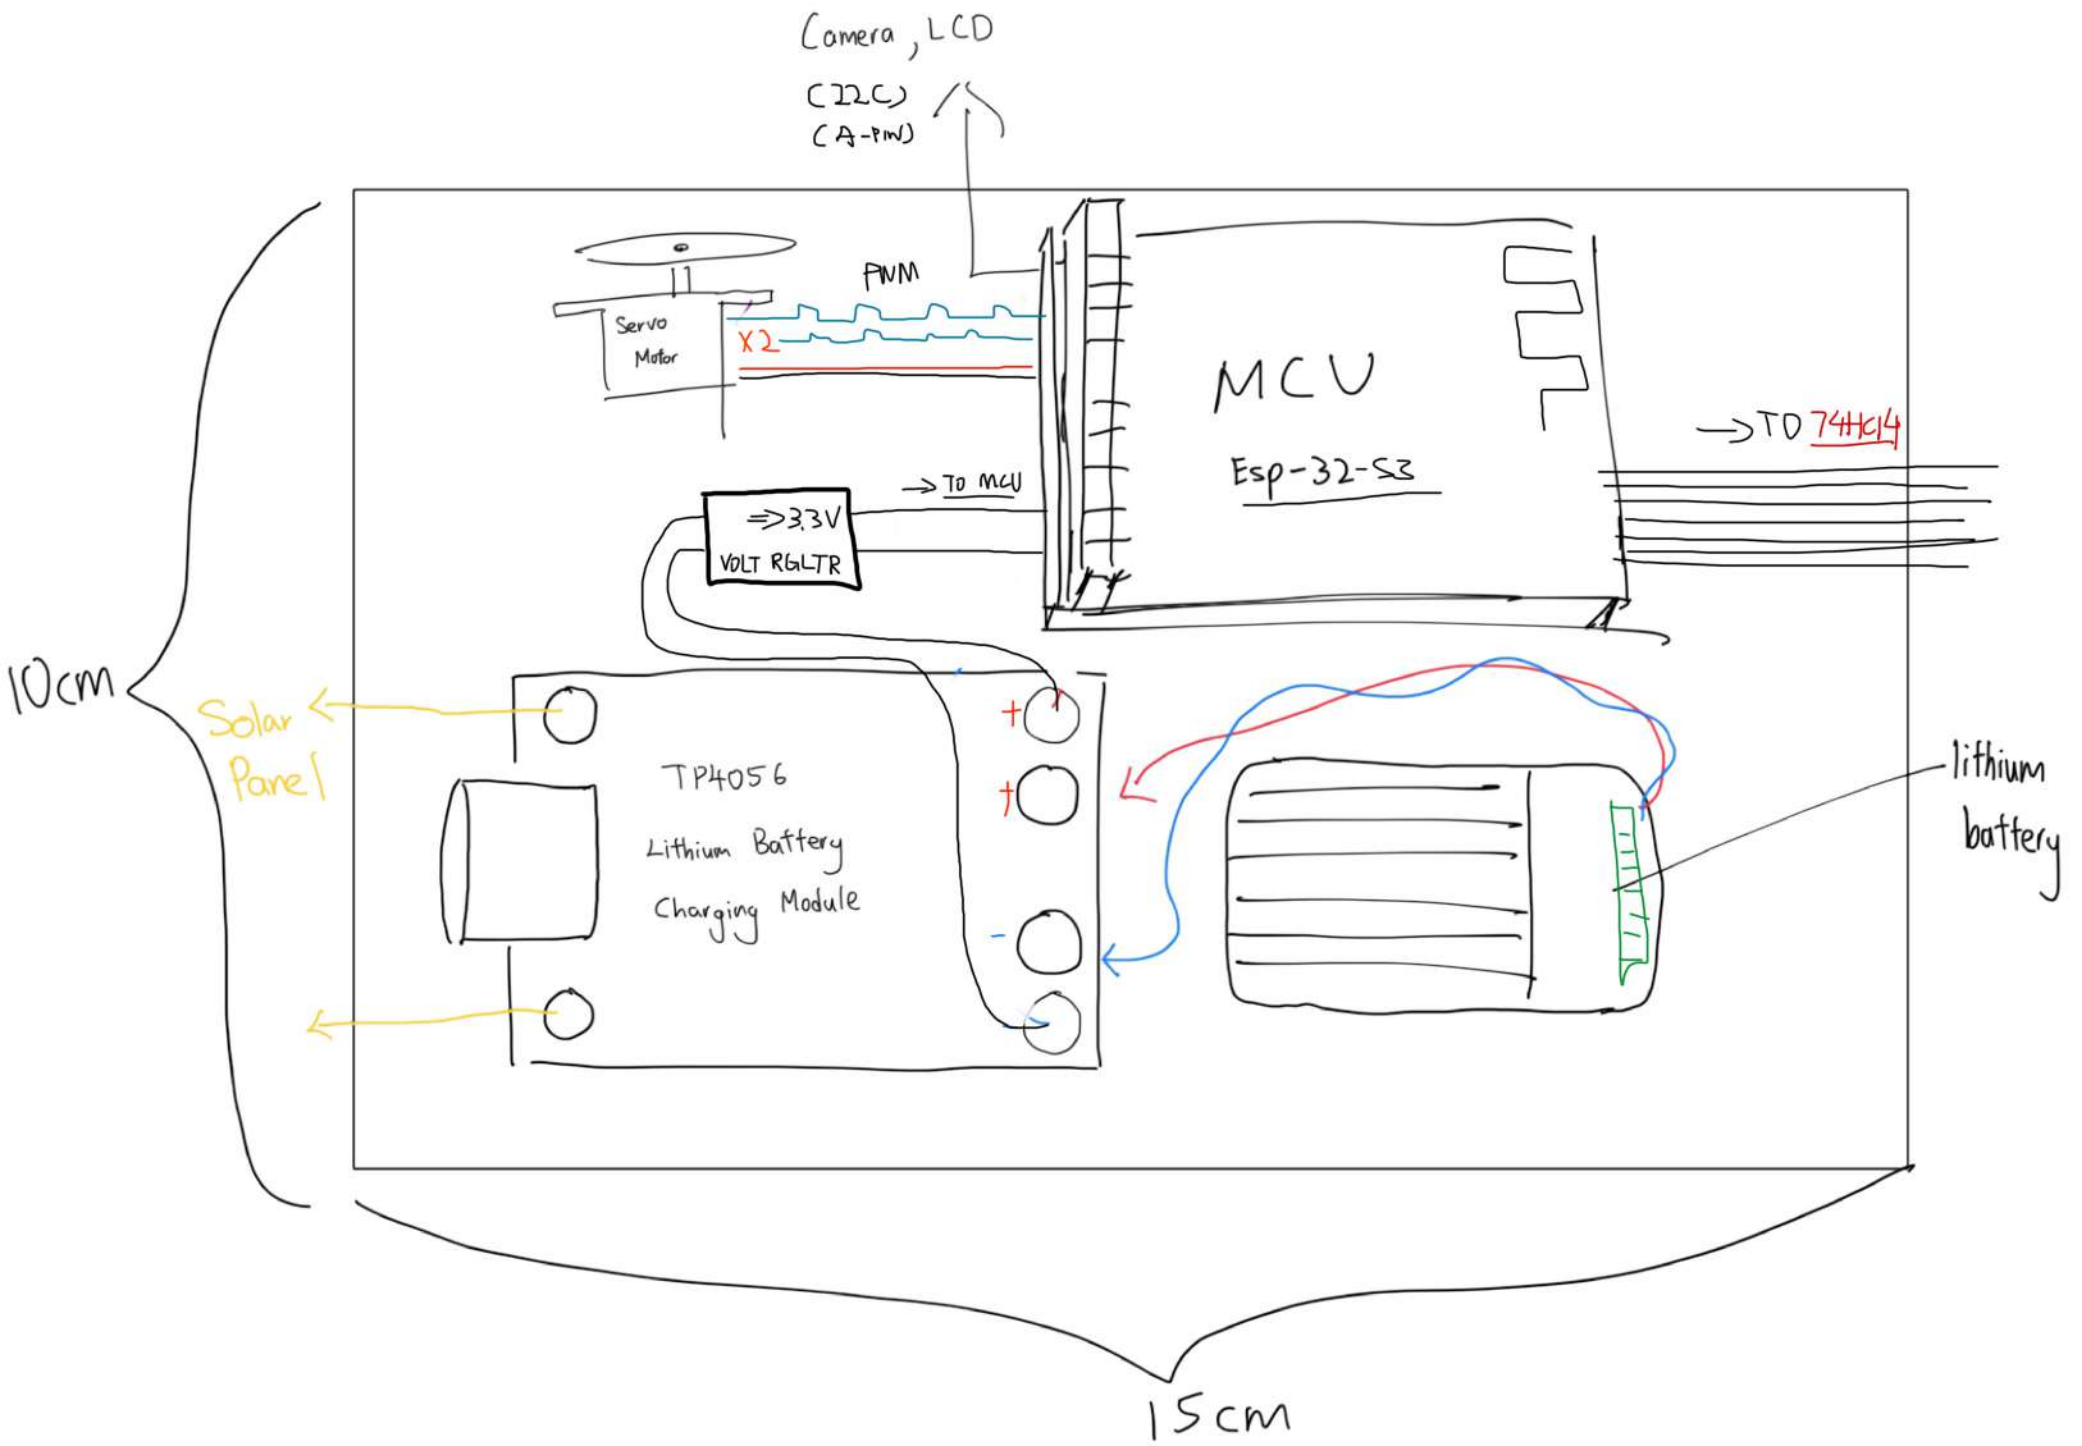 Camera, LCD
(I2C)
(A-PIN)
PWM
Servo
Motor
X2
MCU
Esp-32-S3
→TO 74HC14
→TO MCU
=>3.3V
VOLT RGLTR
10cm
Solar
Panel
+
+
-
-
TP4056
Lithium Battery
Charging Module
lithium
battery
15cm